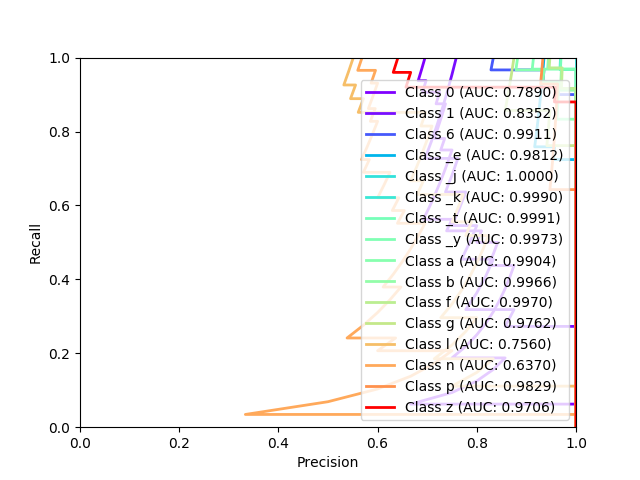 1.0
0.8
0.6
0.4
0.2
0.0
Recall
Class 0 (AUC: 0.7890)
Class 1 (AUC: 0.8352)
Class 6 (AUC: 0.9911)
Class _e (AUC: 0.9812)
Class _j (AUC: 1.0000)
Class _k (AUC: 0.9990)
Class _t (AUC: 0.9991)
Class _y (AUC: 0.9973)
Class a (AUC: 0.9904)
Class b (AUC: 0.9966)
Class f (AUC: 0.9970)
Class g (AUC: 0.9762)
Class l (AUC: 0.7560)
Class n (AUC: 0.6370)
Class p (AUC: 0.9829)
Class z (AUC: 0.9706)
0.0 0.2 0.4 0.6 0.8 1.0
Precision